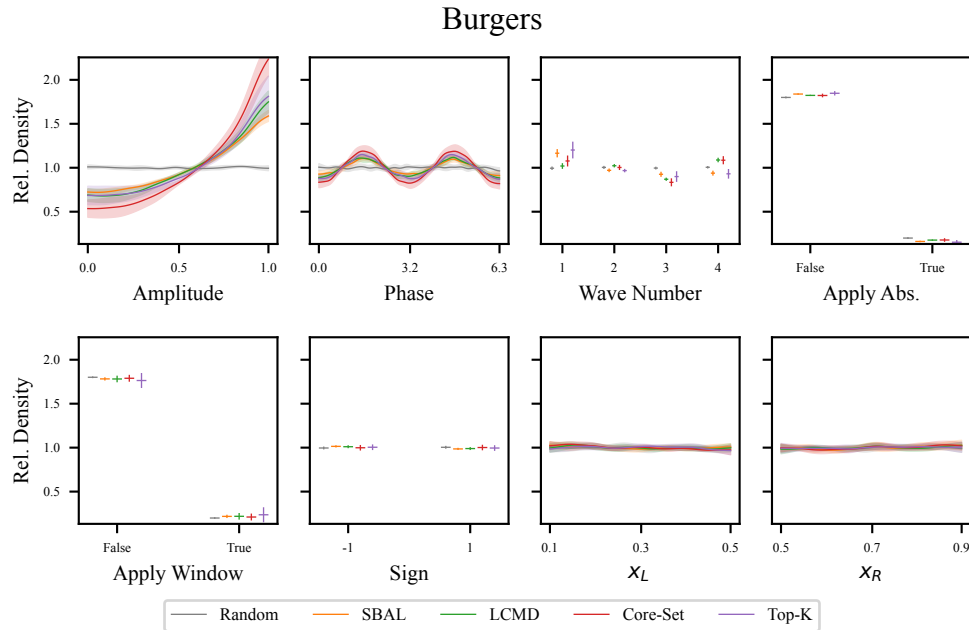 Burgers
Rel. Density
2.0
1.5
1.0
0.5
0.0 0.5 1.0
Amplitude
0.0 3.2 6.3
Phase
1 2 3 4
Wave Number
False True
Apply Abs.
Rel. Density
2.0
1.5
1.0
0.5
False True
Apply Window
-1 1
Sign
0.1 0.3 0.5
x_L
0.5 0.7 0.9
x_R
Random SBAL LCMD Core-Set Top-K